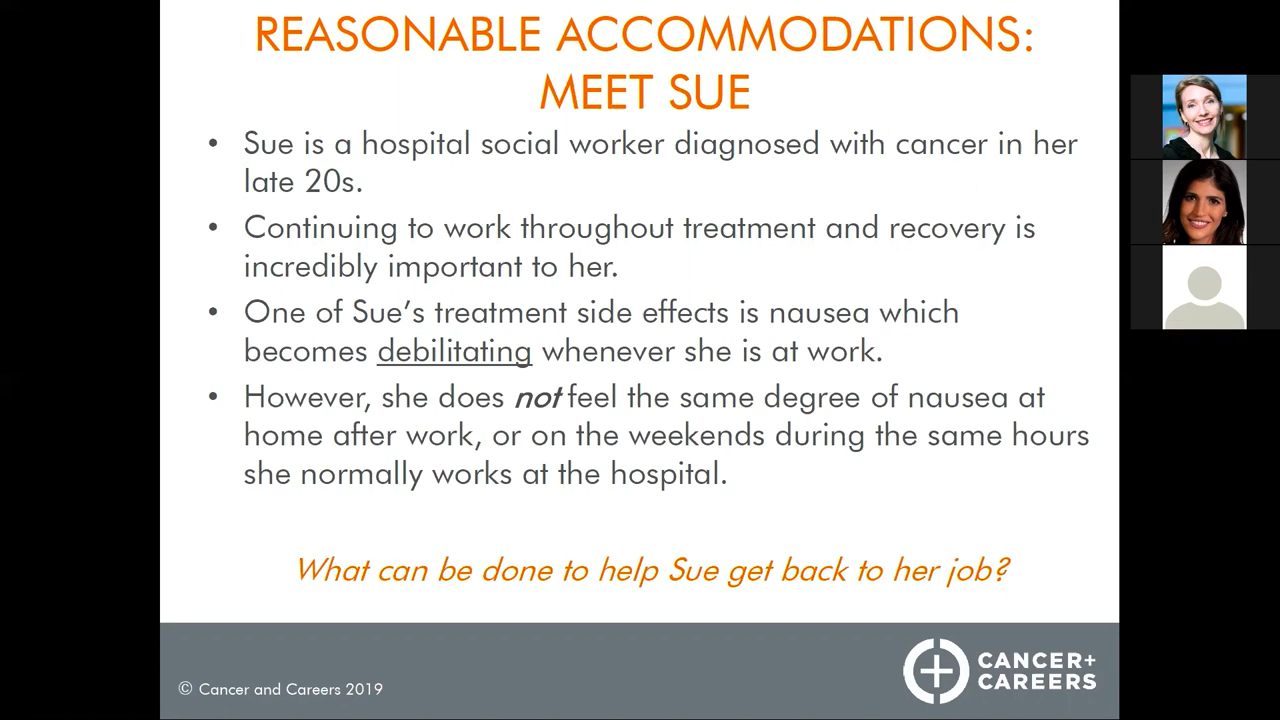 REASONABLE ACCOMMODATIONS:
MEET SUE
• Sue is a hospital social worker diagnosed with cancer in her
late 20s.
• Continuing to work throughout treatment and recovery is
incredibly important to her.
• One of Sue’s treatment side effects is nausea which
becomes debilitating whenever she is at work.
• However, she does not feel the same degree of nausea at
home after work, or on the weekends during the same hours
she normally works at the hospital.
What can be done to help Sue get back to her job?
© Cancer and Careers 2019
CANCER+
CAREERS